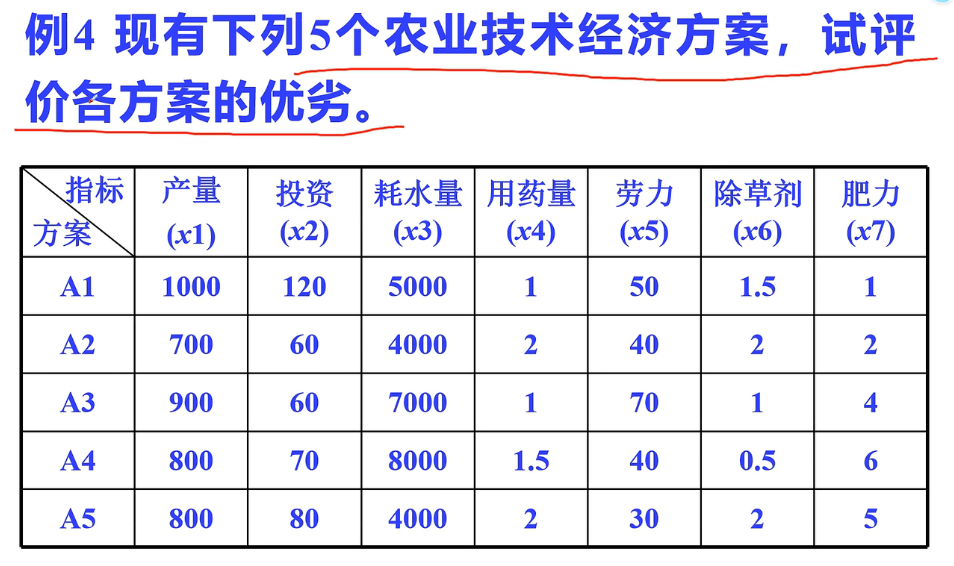 例4 现有下列5个农业技术经济方案，试评
价各方案的优劣。
指标 产量 投资 耗水量 用药量 劳力 除草剂 肥力
方案 (x1) (x2) (x3) (x4) (x5) (x6) (x7)
A1 1000 120 5000 1 50 1.5 1
A2 700 60 4000 2 40 2 2
A3 900 60 7000 1 70 1 4
A4 800 70 8000 1.5 40 0.5 6
A5 800 80 4000 2 30 2 5